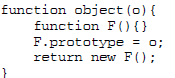 function object(o){
    function F(){}
    F.prototype = o;
    return new F();
}